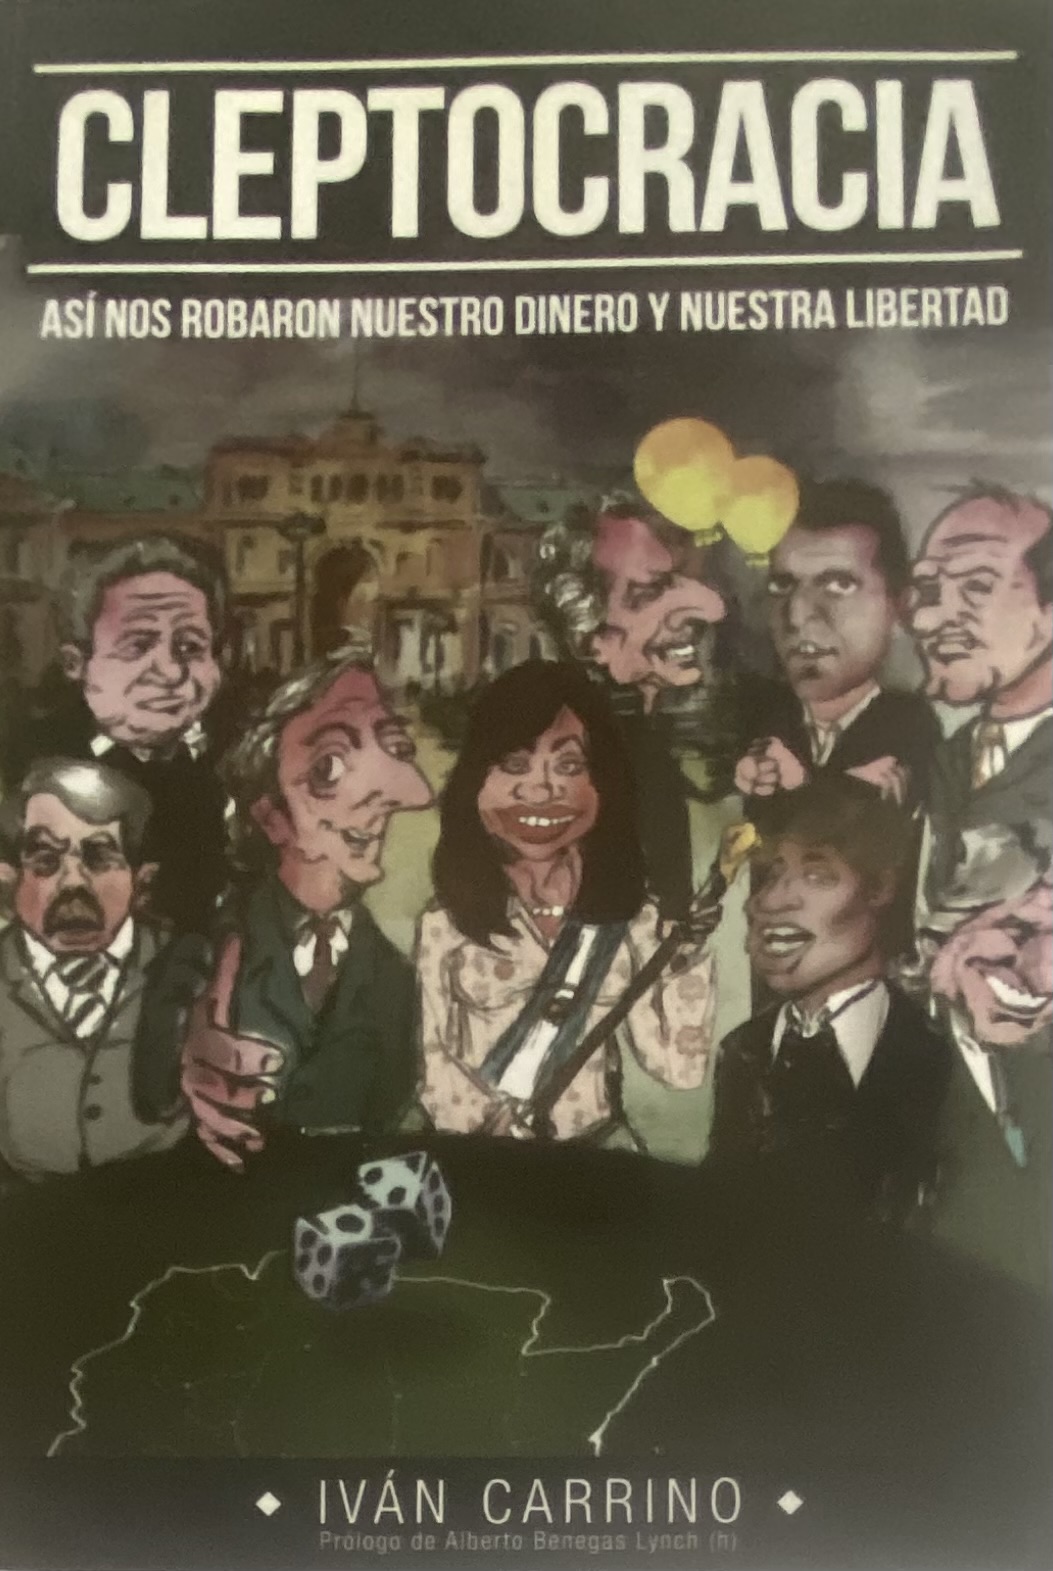 CLEPTOCRACIA
ASÍ NOS ROBARON NUESTRO DINERO Y NUESTRA LIBERTAD
IVÁN CARRINO
Prólogo de Alberto Benegas Lynch (h)